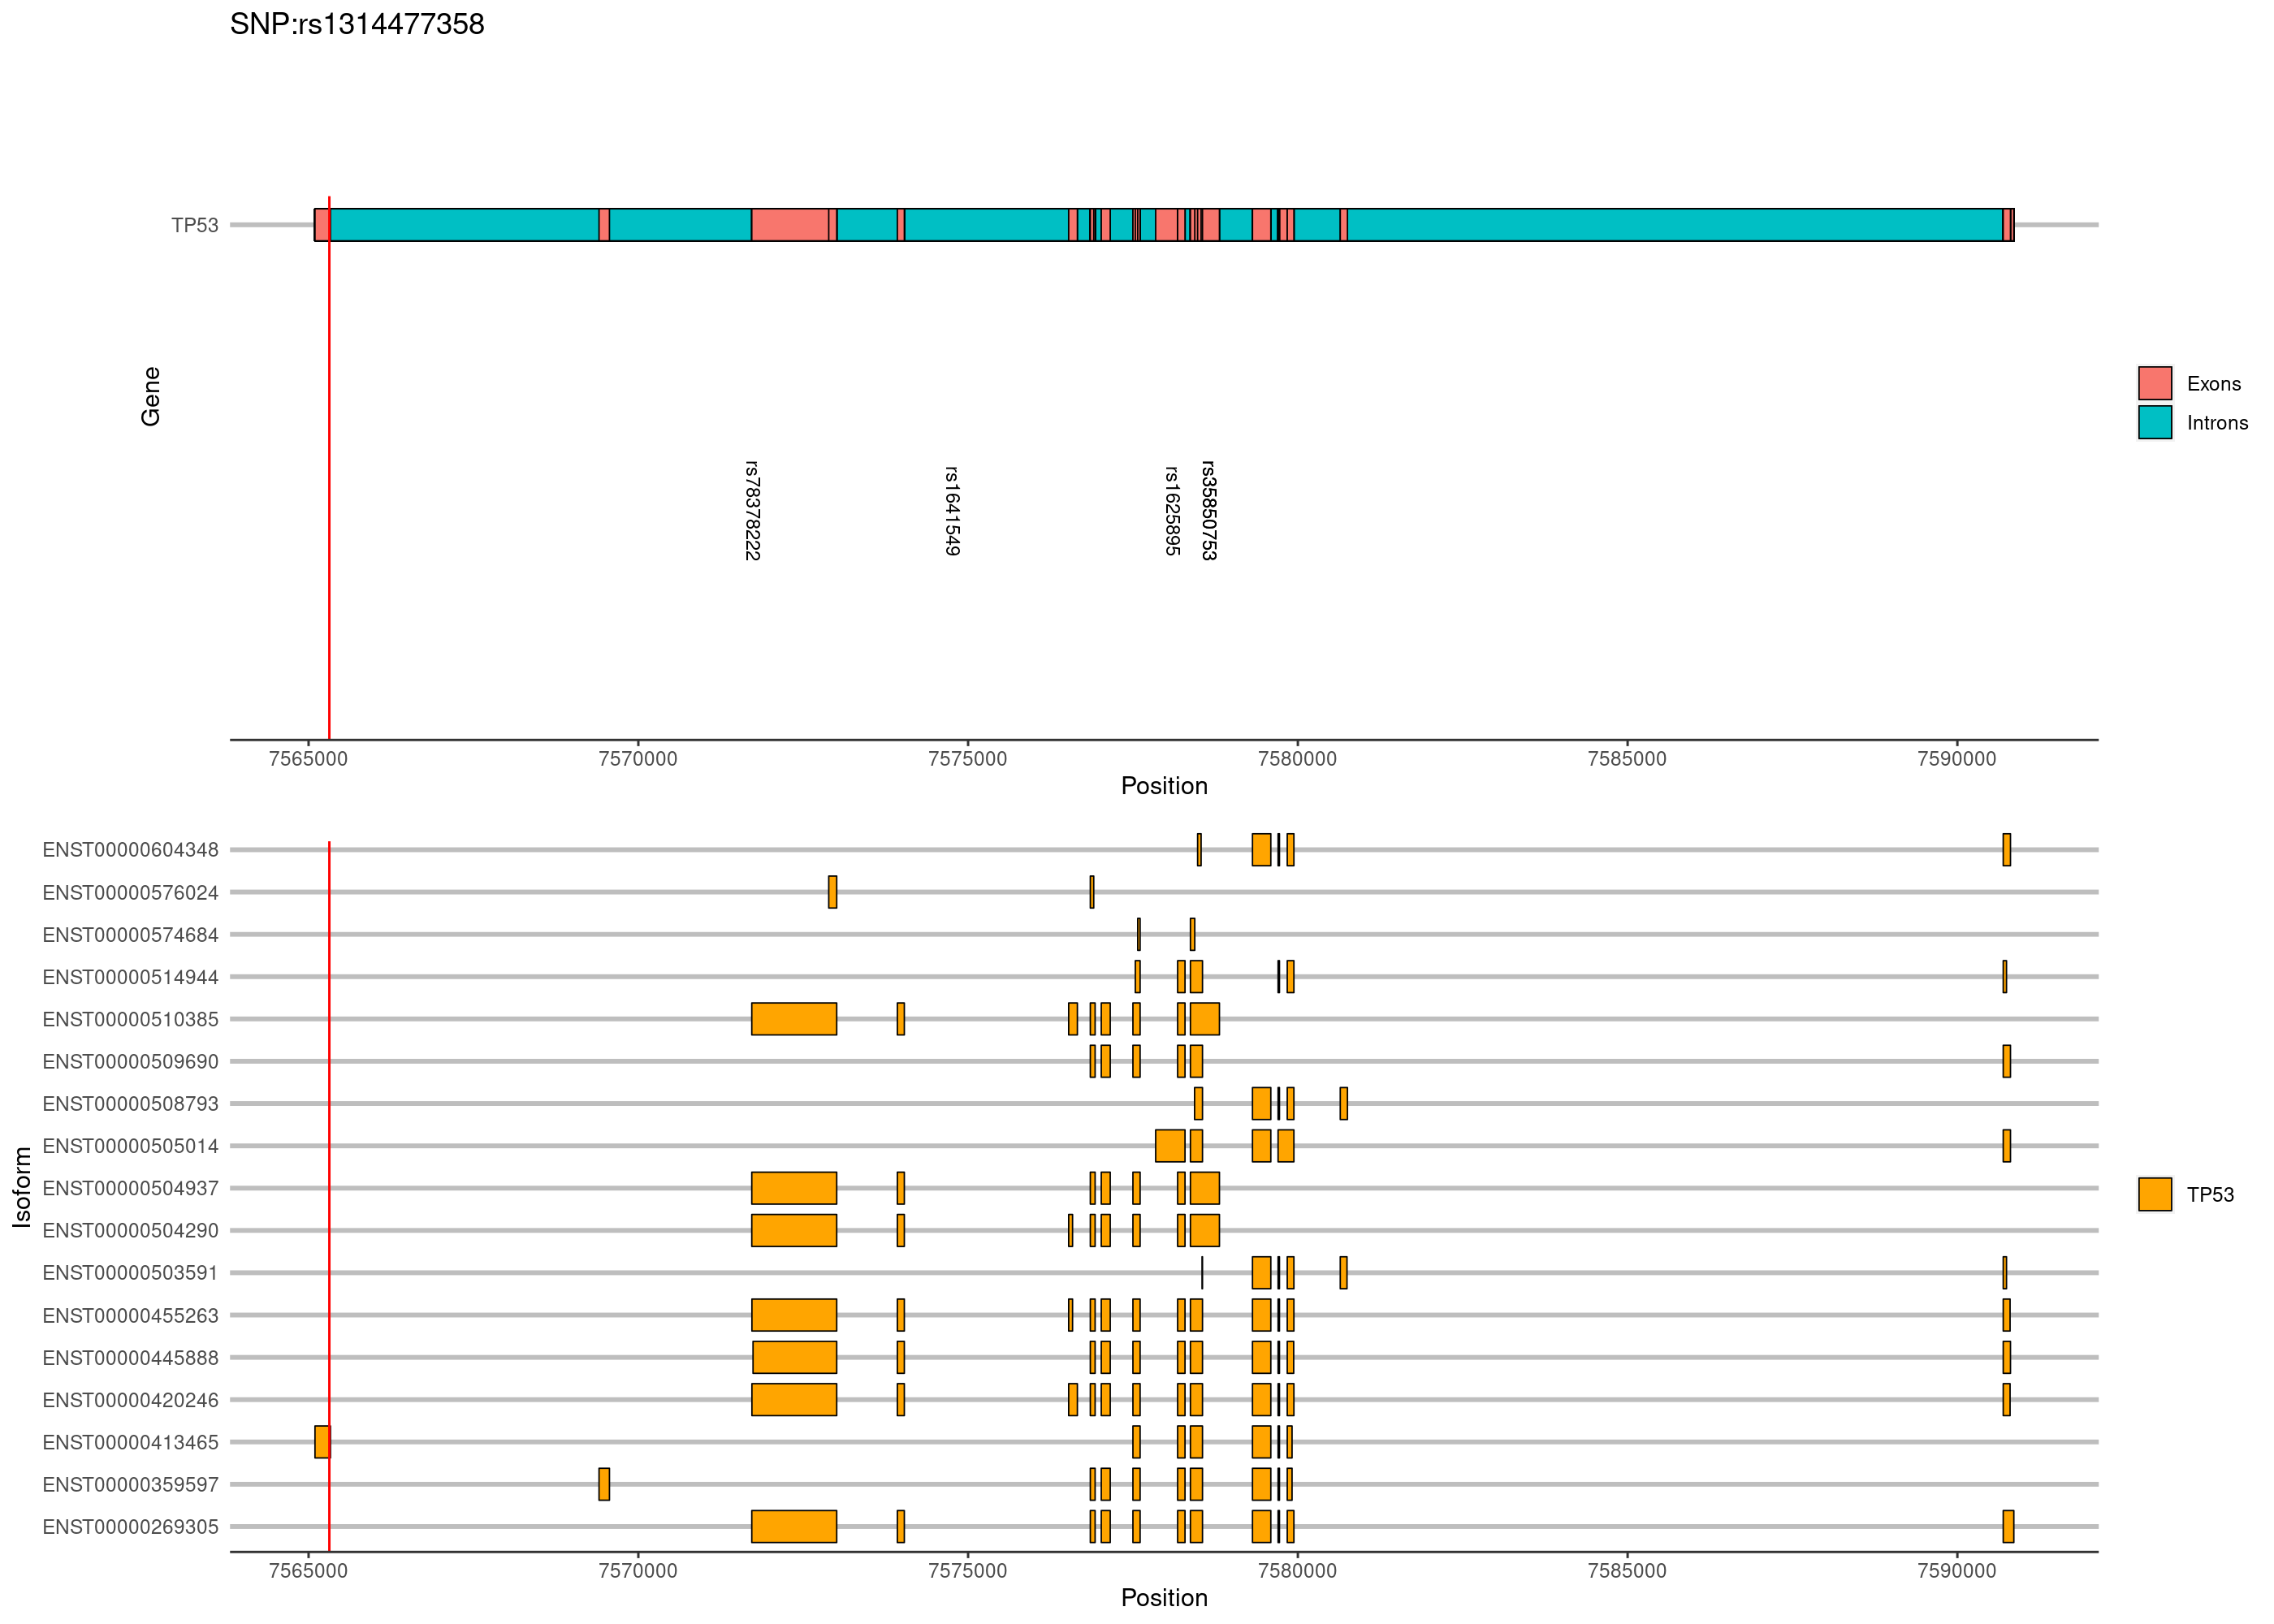 SNP:rs1314477358
TP53
Gene
Exons
Introns
rs78378222
rs1641549
rs1625895
rs35850753
7565000 7570000 7575000 7580000 7585000 7590000
Position
ENST00000604348
ENST00000576024
ENST00000574684
ENST00000514944
ENST00000510385
ENST00000509690
ENST00000508793
ENST00000505014
ENST00000504937
ENST00000504290
ENST00000503591
ENST00000455263
ENST00000445888
ENST00000420246
ENST00000413465
ENST00000359597
ENST00000269305
Isoform
TP53
7565000 7570000 7575000 7580000 7585000 7590000
Position